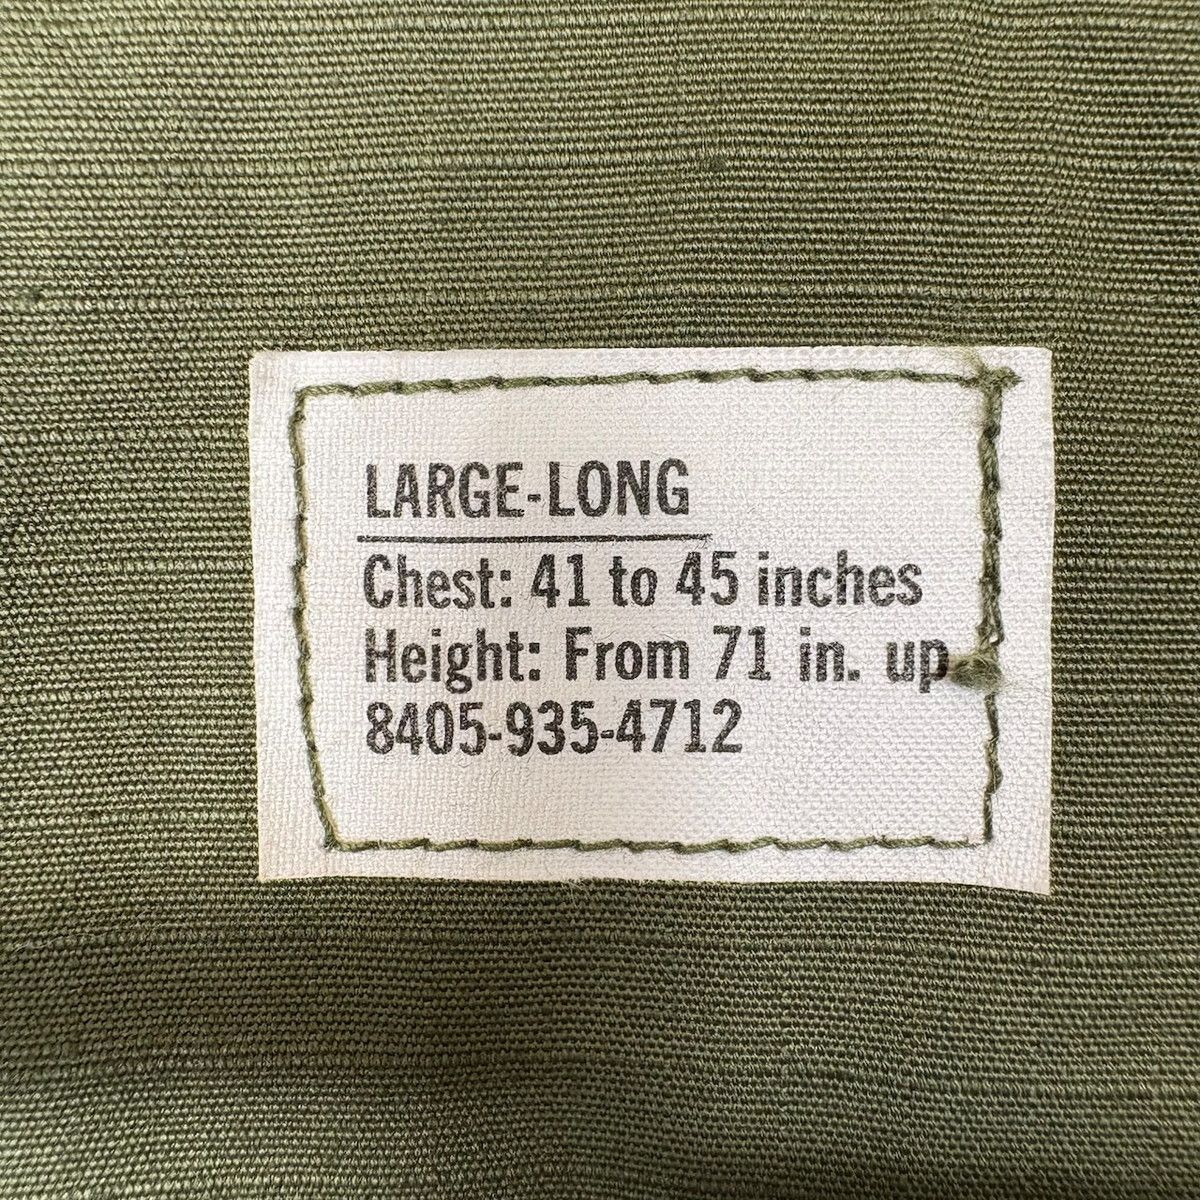 LARGE-LONG
Chest: 41 to 45 inches
Height: From 71 in. up
8405-935-4712